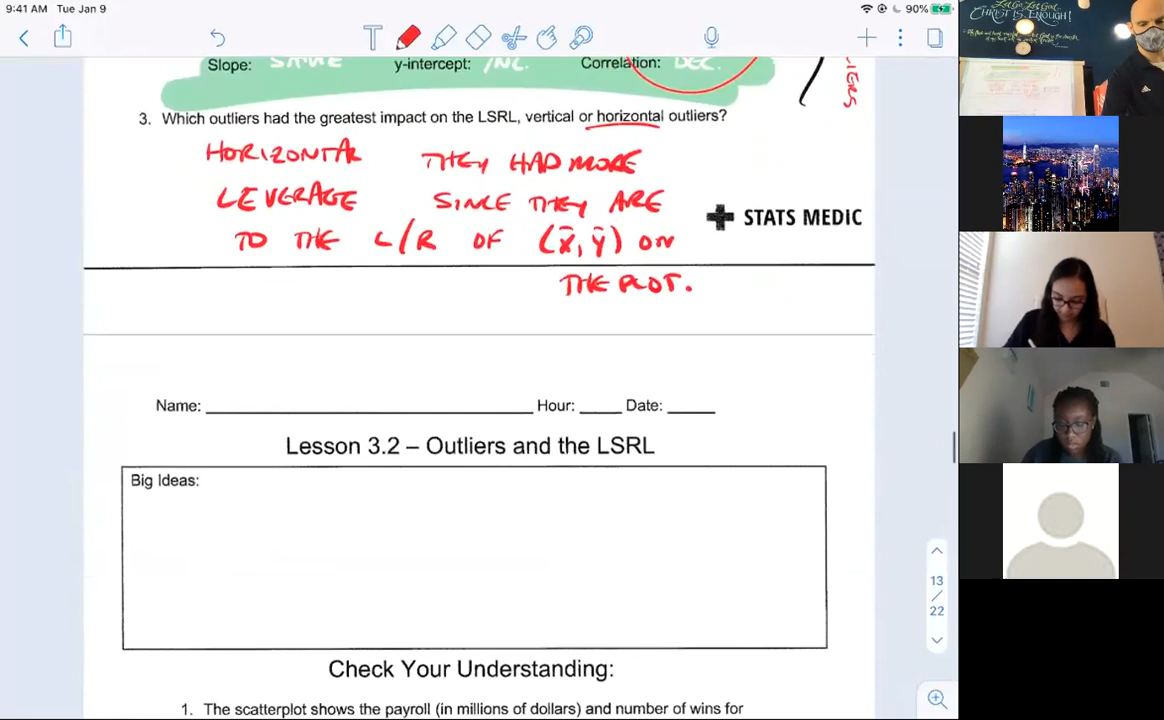 9:41 AM Tue Jan 9
90%
Slope: SAME y-intercept: INC. Correlation: DEC.
3. Which outliers had the greatest impact on the LSRL, vertical or horizontal outliers?
HORIZONTAL THEY HAD MORE
LEVERAGE SINCE THEY ARE
TO THE L/R OF (x̄, ȳ) ON
THE PLOT.
STATS MEDIC
Name: Hour: Date:
Lesson 3.2 – Outliers and the LSRL
Big Ideas:
Check Your Understanding:
1. The scatterplot shows the payroll (in millions of dollars) and number of wins for
13
/
22
CHRIST IS ENOUGH!